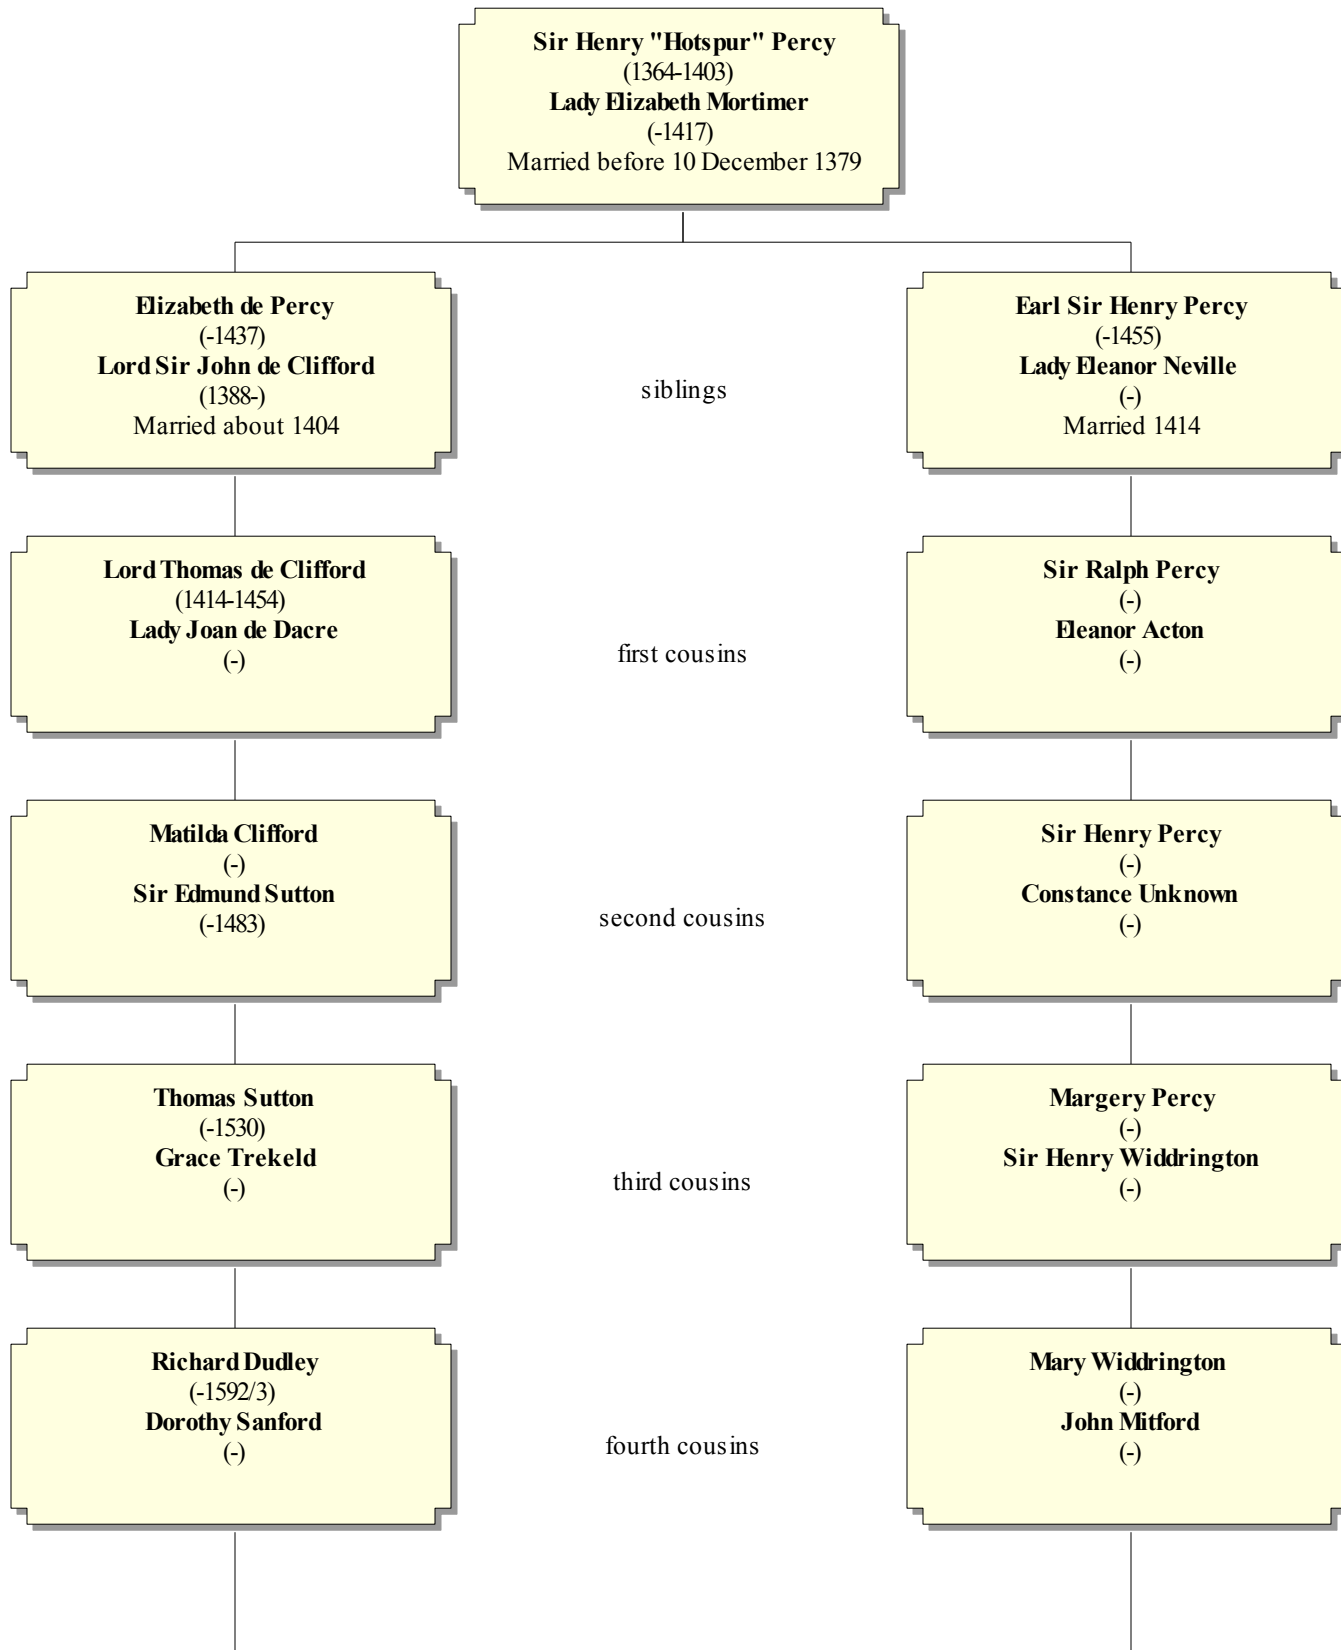 Sir Henry "Hotspur" Percy
(1364-1403)
Lady Elizabeth Mortimer
(-1417)
Married before 10 December 1379
Elizabeth de Percy
(-1437)
Lord Sir John de Clifford
(1388-)
Married about 1404
siblings
Earl Sir Henry Percy
(-1455)
Lady Eleanor Neville
(-)
Married 1414
Lord Thomas de Clifford
(1414-1454)
Lady Joan de Dacre
(-)
first cousins
Sir Ralph Percy
(-)
Eleanor Acton
(-)
Matilda Clifford
(-)
Sir Edmund Sutton
(-1483)
second cousins
Sir Henry Percy
(-)
Constance Unknown
(-)
Thomas Sutton
(-1530)
Grace Trekeld
(-)
third cousins
Margery Percy
(-)
Sir Henry Widdrington
(-)
Richard Dudley
(-1592/3)
Dorothy Sanford
(-)
fourth cousins
Mary Widdrington
(-)
John Mitford
(-)